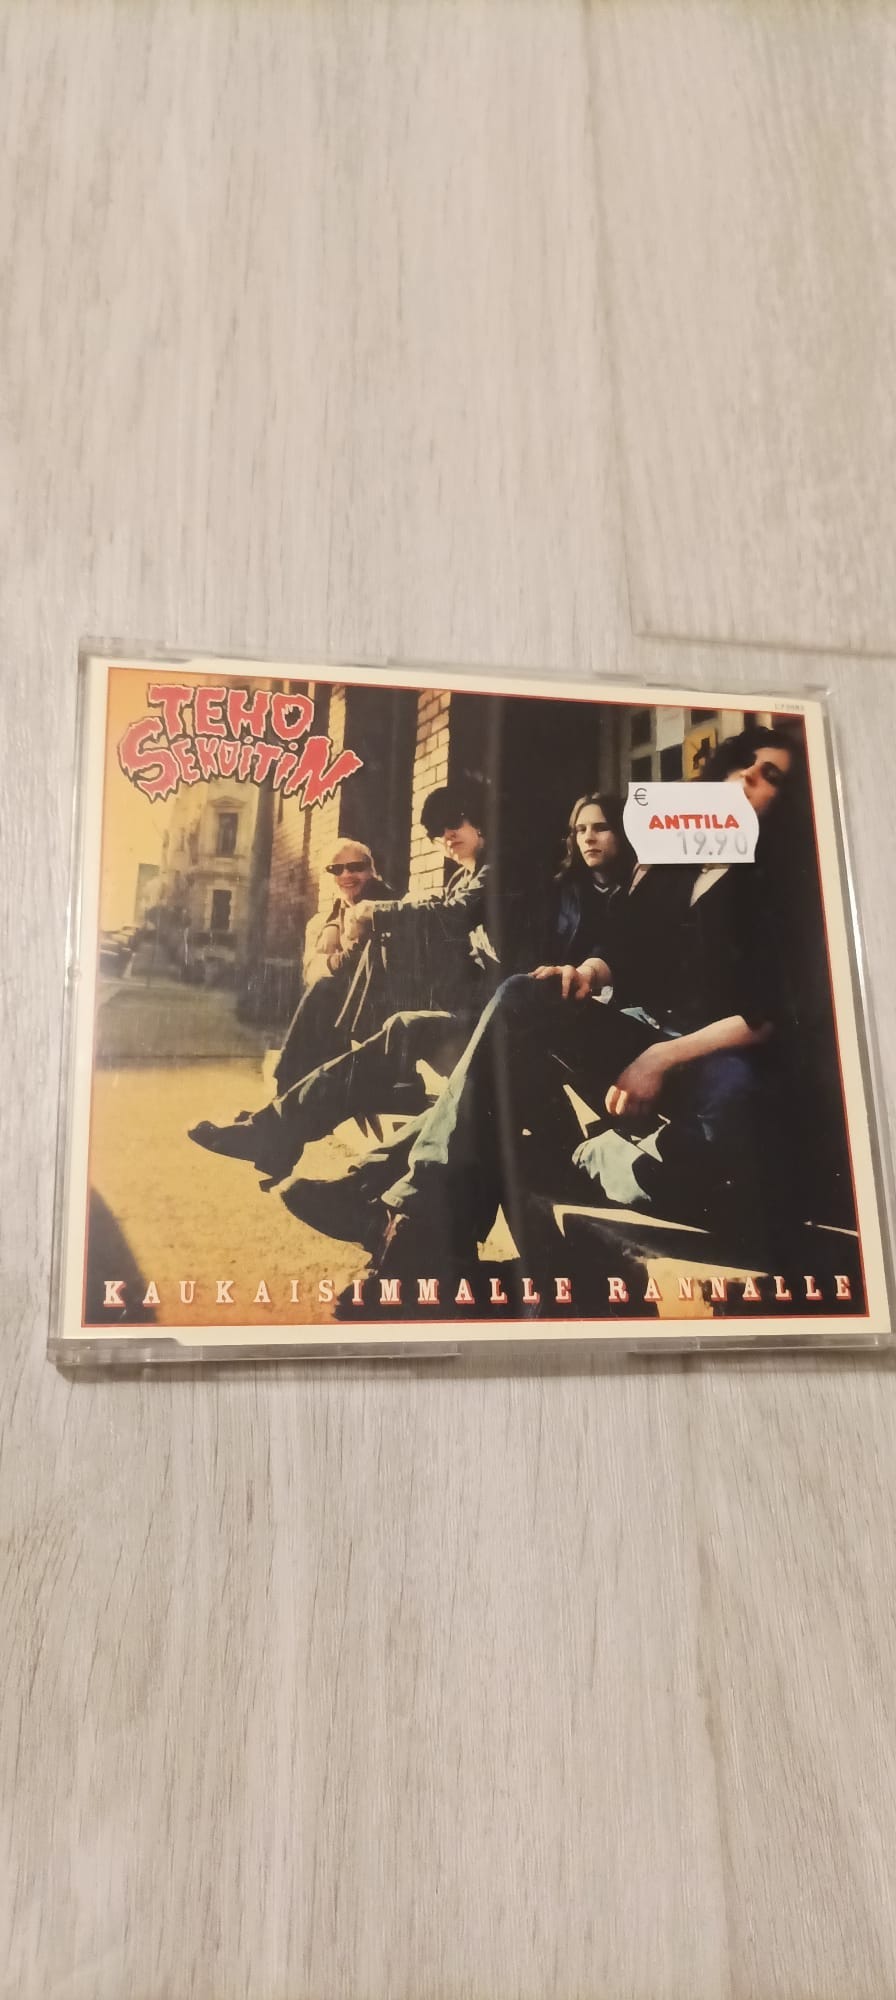 TEHO
SEKOITIN
€
ANTTILA
19.90
KAUKAISIMMALLE RANNALLE